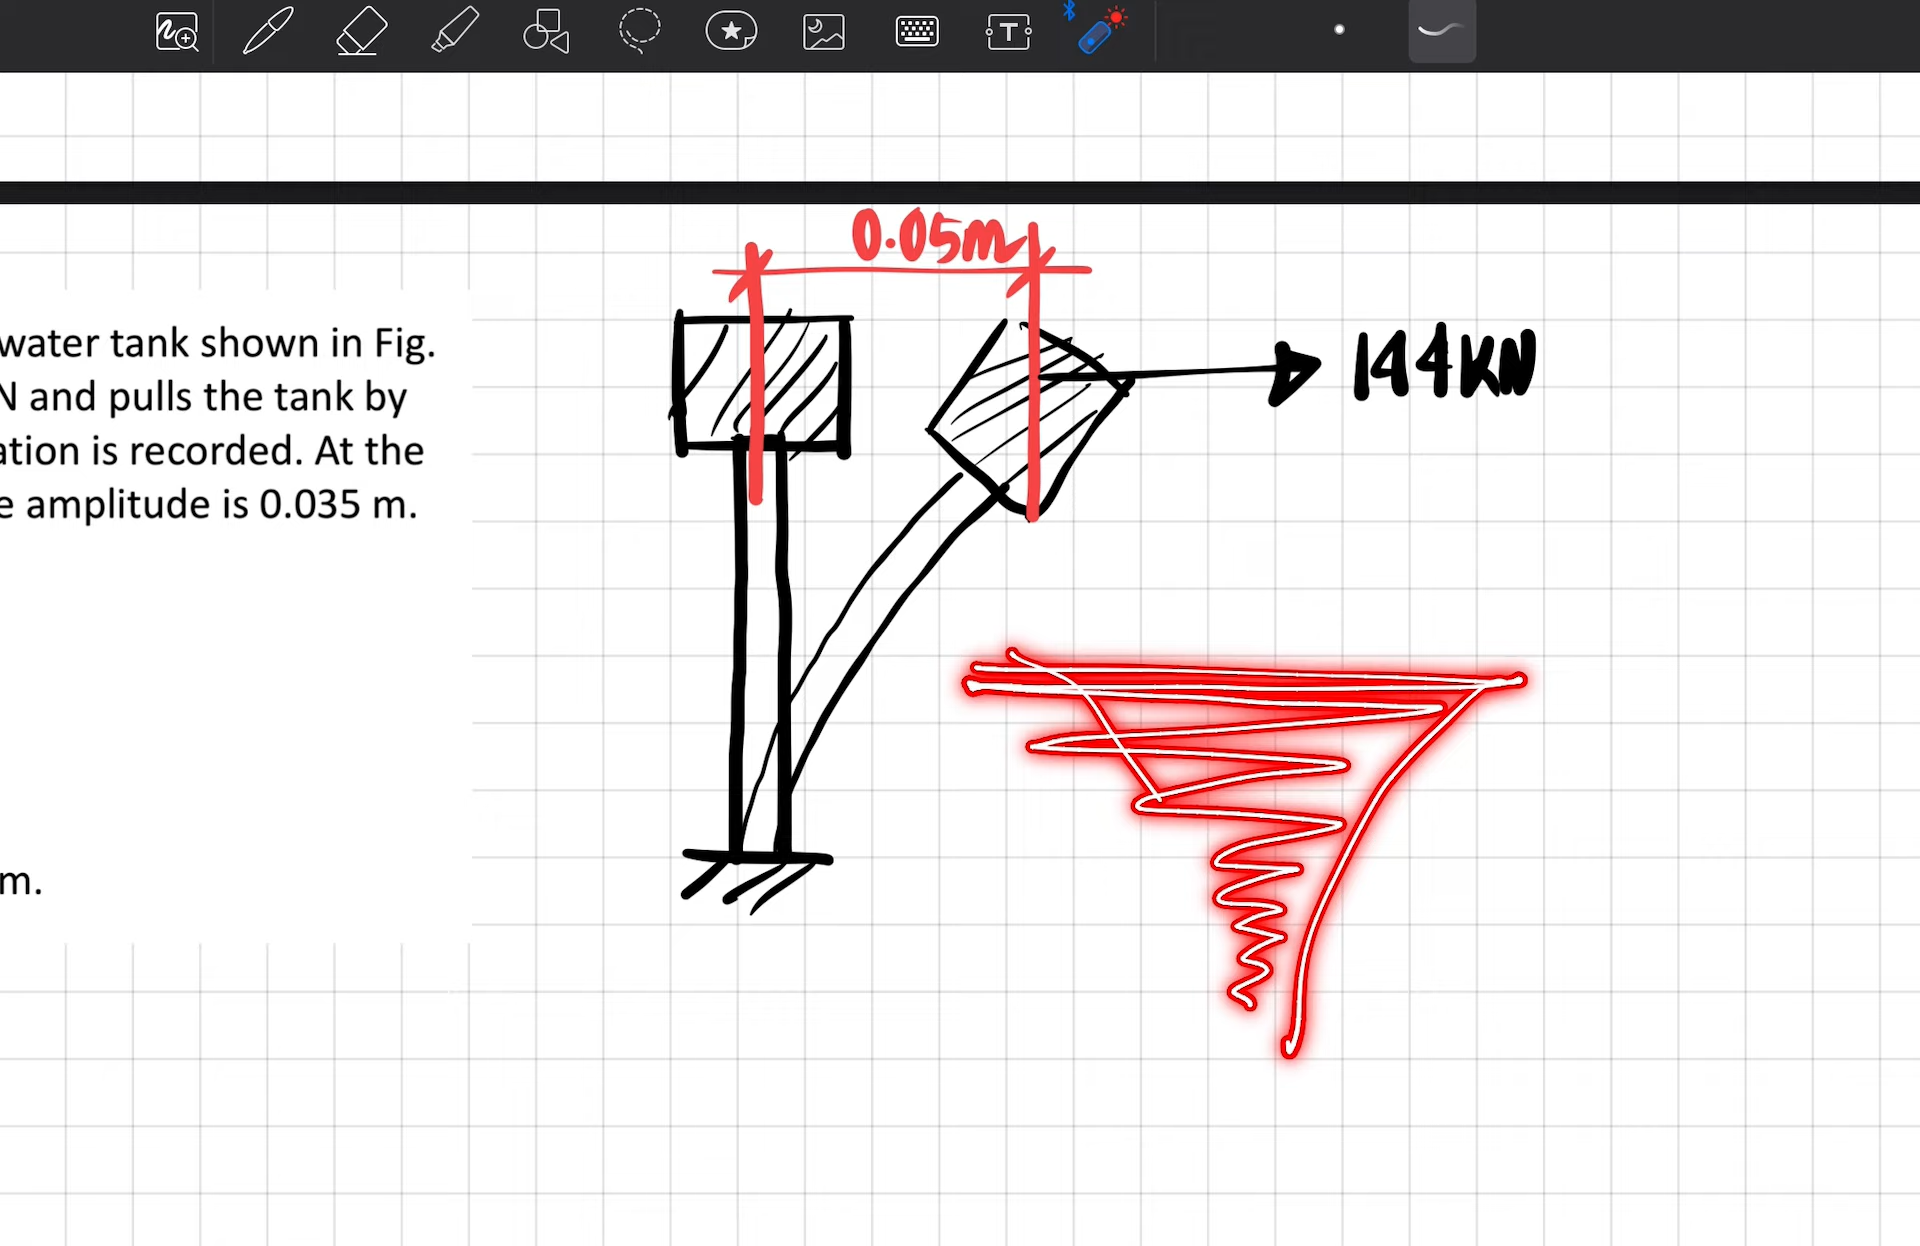 0.05m
water tank shown in Fig.
144kN
N and pulls the tank by
ation is recorded. At the
e amplitude is 0.035 m.
m.